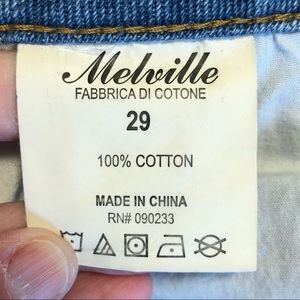 Melville
FABBRICA DI COTONE
29
100% COTTON
MADE IN CHINA
RN# 090233